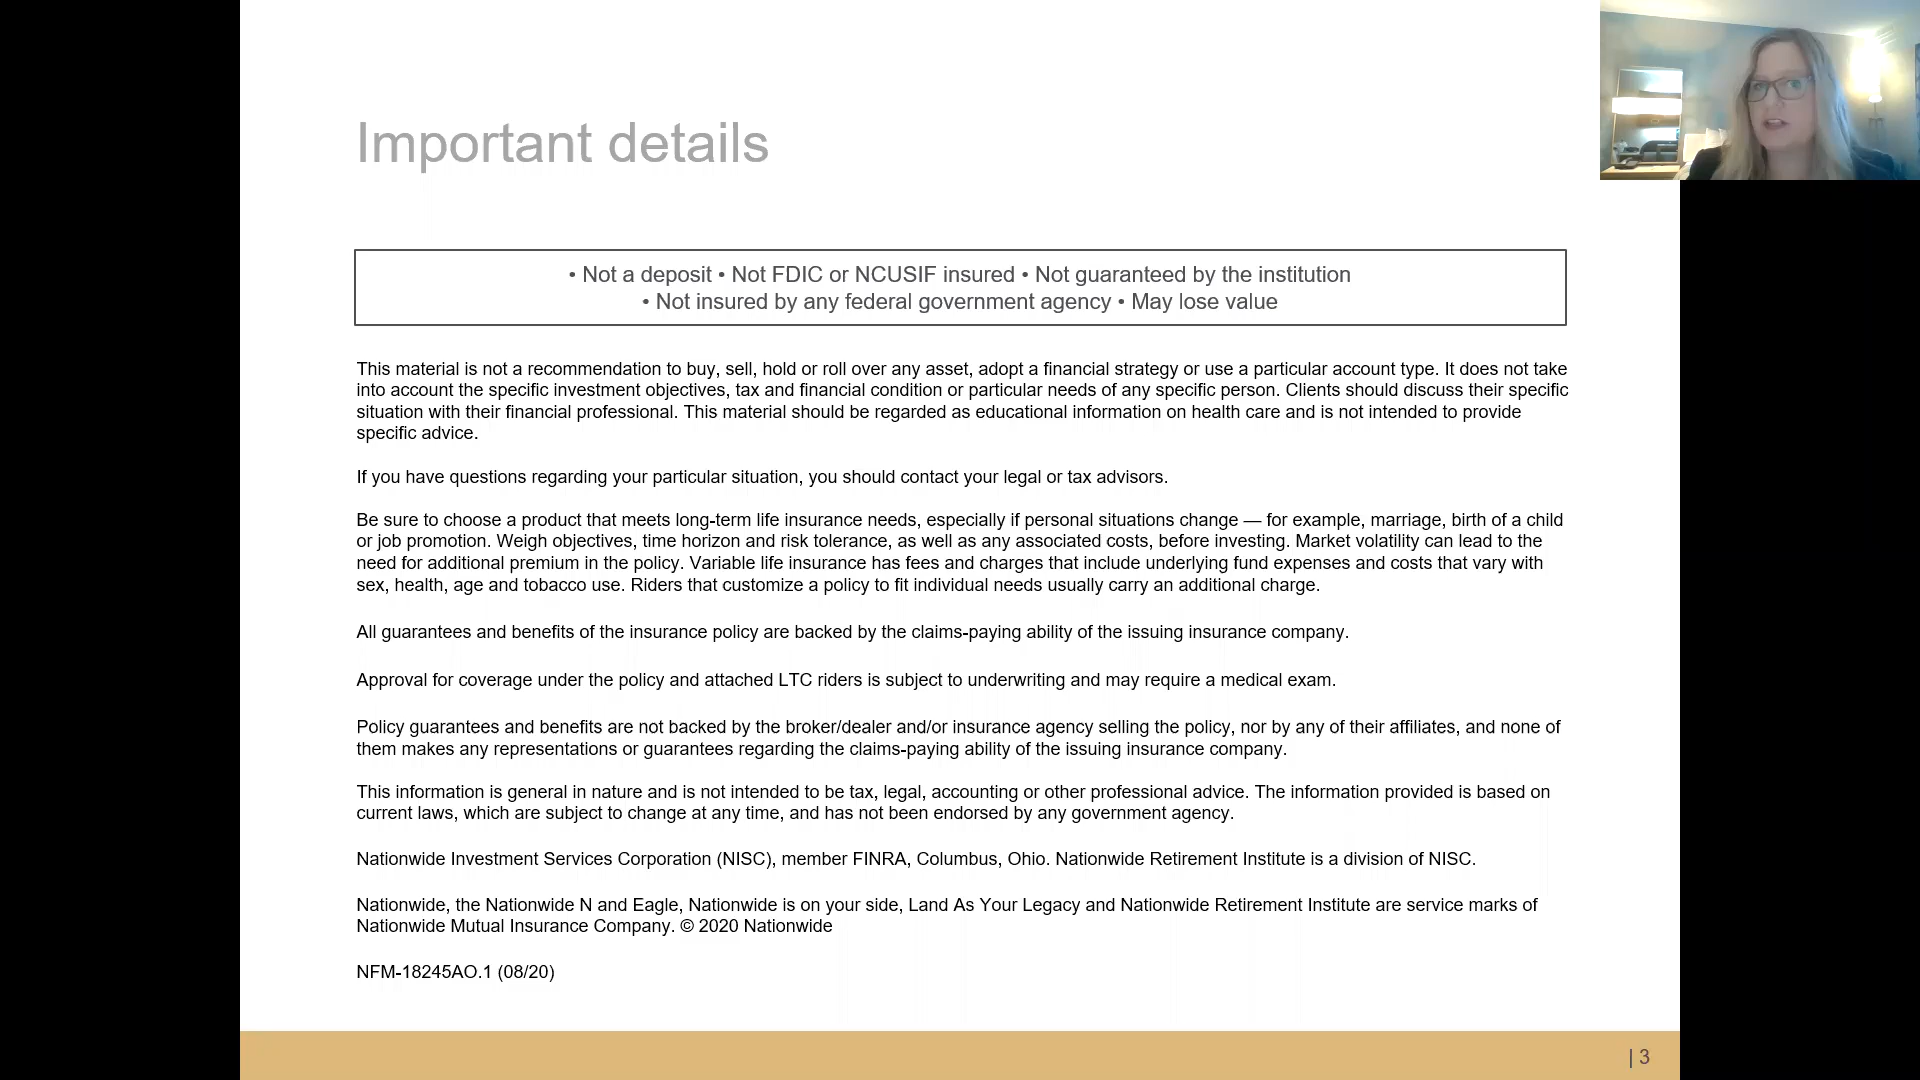 Important details
• Not a deposit • Not FDIC or NCUSIF insured • Not guaranteed by the institution
• Not insured by any federal government agency • May lose value
This material is not a recommendation to buy, sell, hold or roll over any asset, adopt a financial strategy or use a particular account type. It does not take
into account the specific investment objectives, tax and financial condition or particular needs of any specific person. Clients should discuss their specific
situation with their financial professional. This material should be regarded as educational information on health care and is not intended to provide
specific advice.
If you have questions regarding your particular situation, you should contact your legal or tax advisors.
Be sure to choose a product that meets long-term life insurance needs, especially if personal situations change — for example, marriage, birth of a child
or job promotion. Weigh objectives, time horizon and risk tolerance, as well as any associated costs, before investing. Market volatility can lead to the
need for additional premium in the policy. Variable life insurance has fees and charges that include underlying fund expenses and costs that vary with
sex, health, age and tobacco use. Riders that customize a policy to fit individual needs usually carry an additional charge.
All guarantees and benefits of the insurance policy are backed by the claims-paying ability of the issuing insurance company.
Approval for coverage under the policy and attached LTC riders is subject to underwriting and may require a medical exam.
Policy guarantees and benefits are not backed by the broker/dealer and/or insurance agency selling the policy, nor by any of their affiliates, and none of
them makes any representations or guarantees regarding the claims-paying ability of the issuing insurance company.
This information is general in nature and is not intended to be tax, legal, accounting or other professional advice. The information provided is based on
current laws, which are subject to change at any time, and has not been endorsed by any government agency.
Nationwide Investment Services Corporation (NISC), member FINRA, Columbus, Ohio. Nationwide Retirement Institute is a division of NISC.
Nationwide, the Nationwide N and Eagle, Nationwide is on your side, Land As Your Legacy and Nationwide Retirement Institute are service marks of
Nationwide Mutual Insurance Company. © 2020 Nationwide
NFM-18245AO.1 (08/20)
| 3